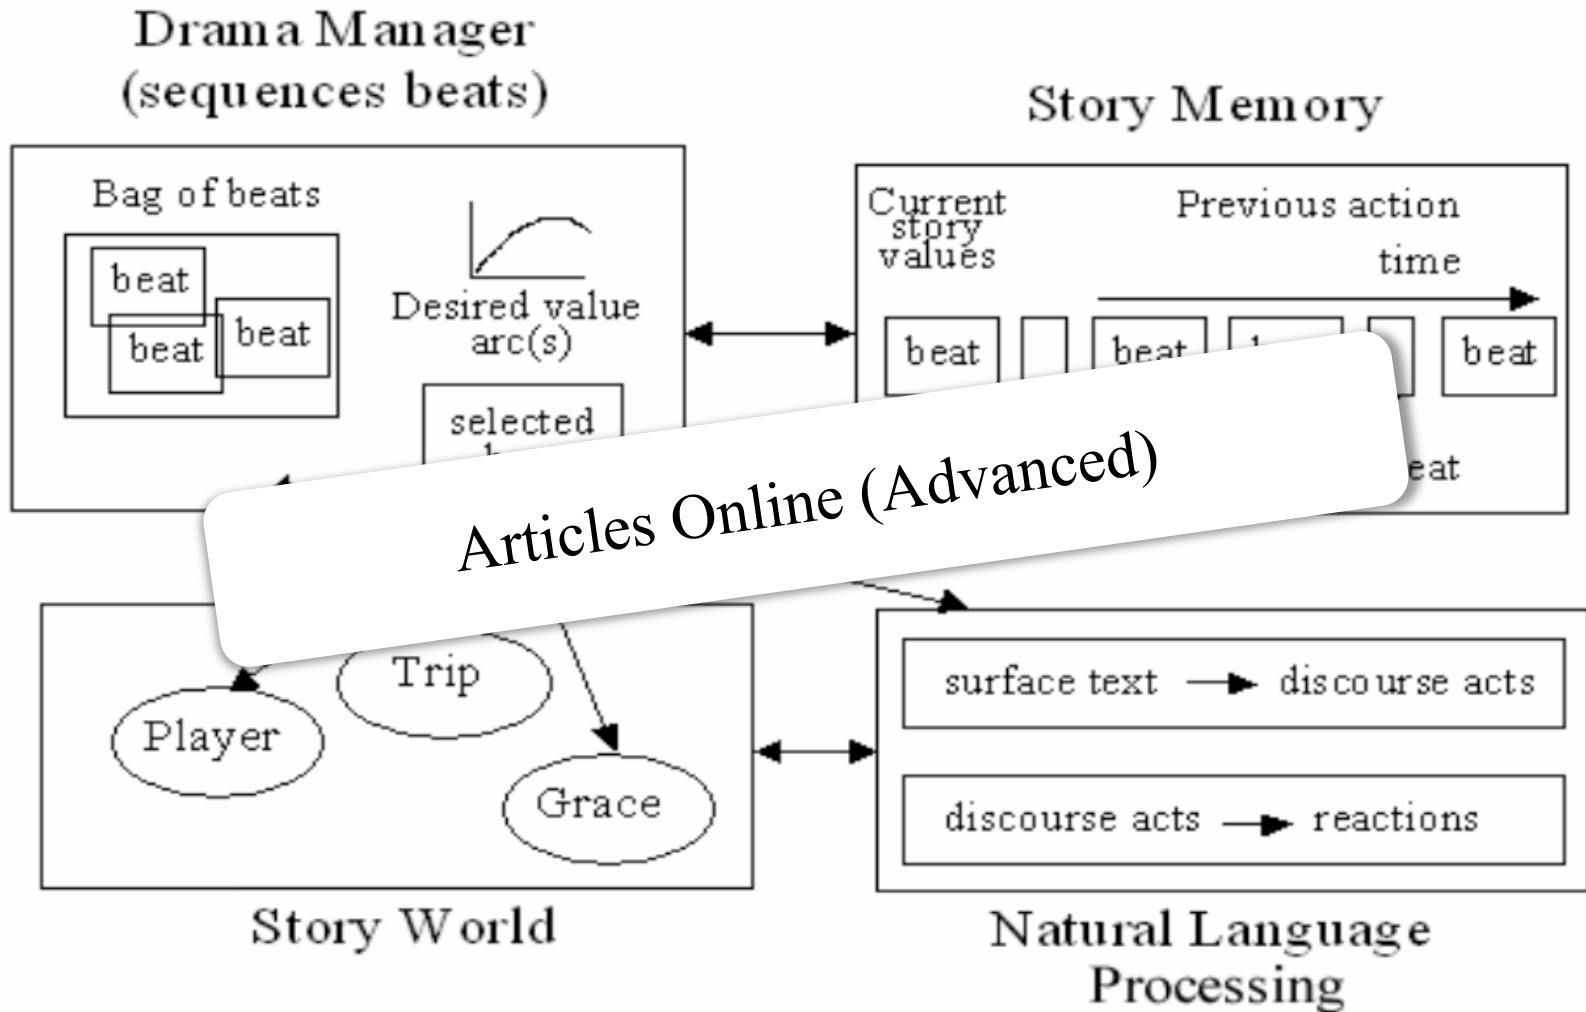 Drama Manager
(sequences beats)
Bag of beats
beat
beat
beat
Desired value
arc(s)
selected
Story Memory
Current
story
values
Previous action
time
beat
beat
beat
Articles Online (Advanced)
Trip
Player
Grace
Story World
surface text
discourse acts
discourse acts
reactions
Natural Language
Processing